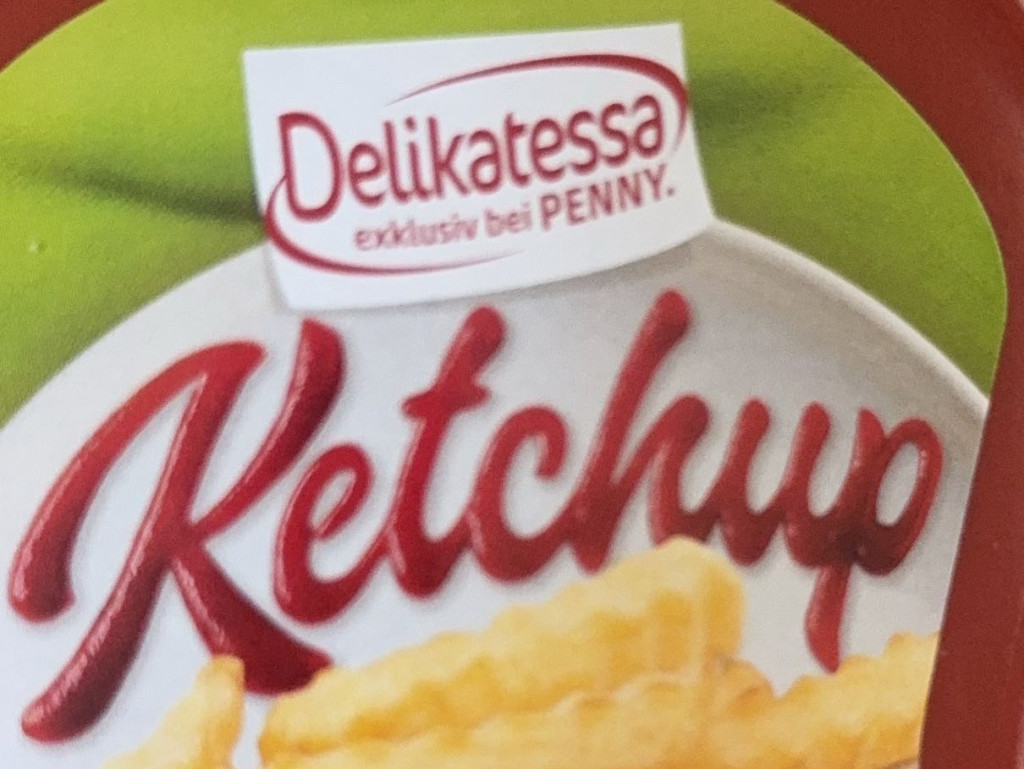 Delikatessa
exklusiv bei PENNY.
Ketchup